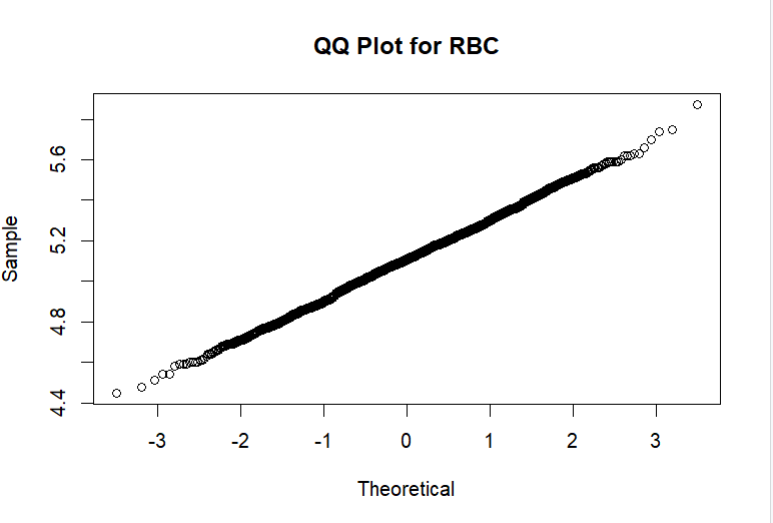 QQ Plot for RBC
Sample
5.6
5.2
4.8
4.4
-3 -2 -1 0 1 2 3
Theoretical